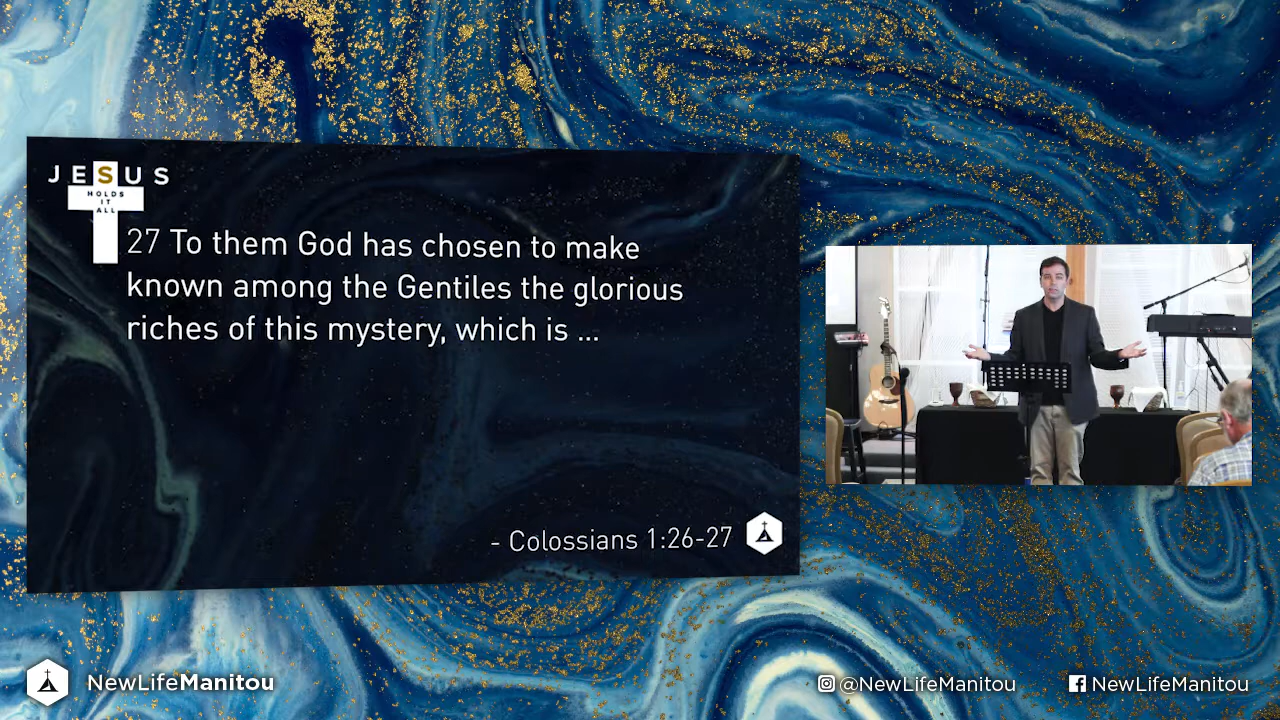 JESUS
HOLDS
IT
ALL
27 To them God has chosen to make
known among the Gentiles the glorious
riches of this mystery, which is ...
- Colossians 1:26-27
NewLifeManitou
@NewLifeManitou
NewLifeManitou